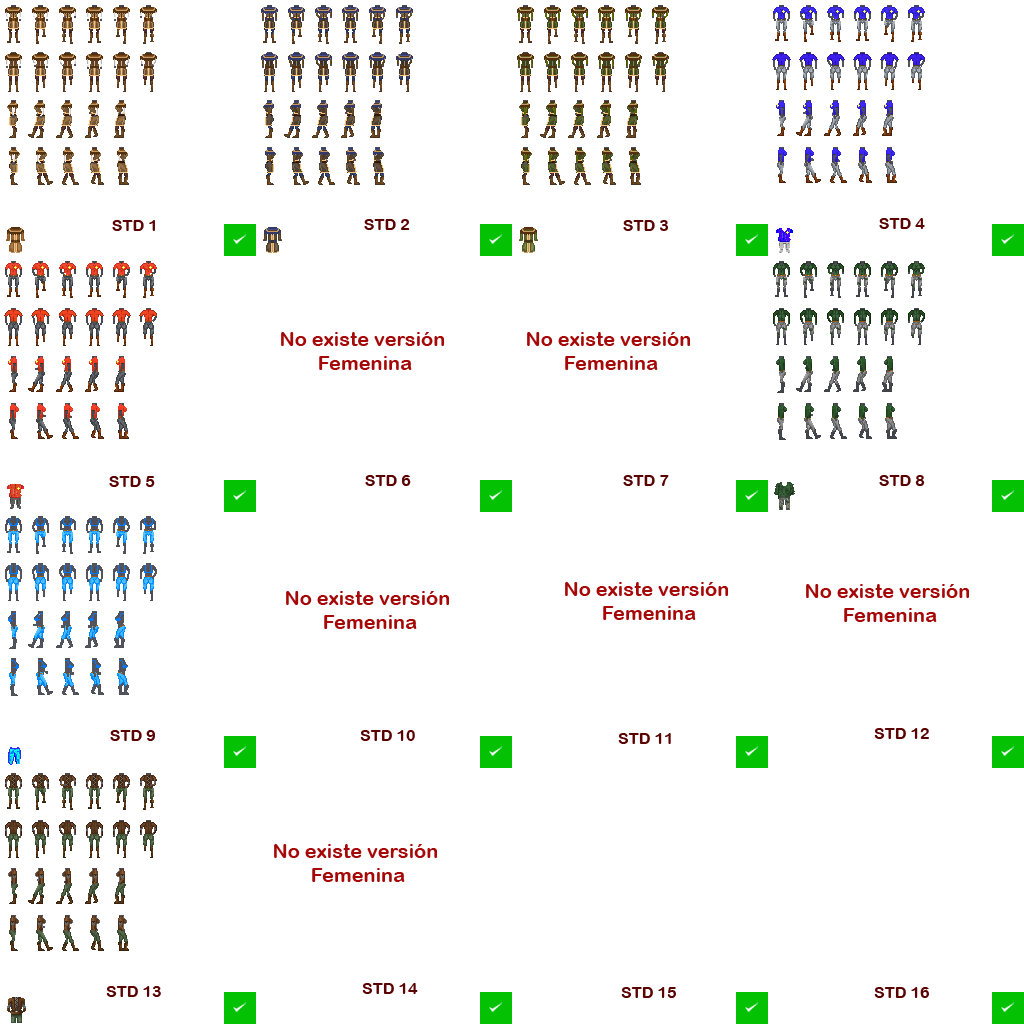 STD 1
STD 2
STD 3
STD 4
No existe versión
Femenina
No existe versión
Femenina
STD 5
STD 6
STD 7
STD 8
No existe versión
Femenina
No existe versión
Femenina
No existe versión
Femenina
STD 9
STD 10
STD 11
STD 12
No existe versión
Femenina
STD 13
STD 14
STD 15
STD 16